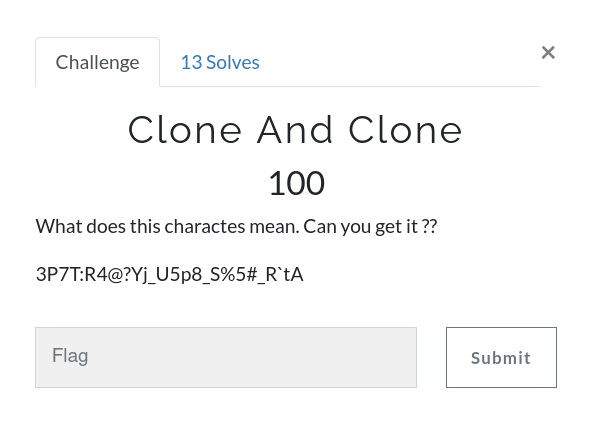 Challenge
13 Solves
×
Clone And Clone
100
What does this charactes mean. Can you get it ??
3P7T:R4@?Yj_U5p8_S%5#_R`tA
Flag
Submit